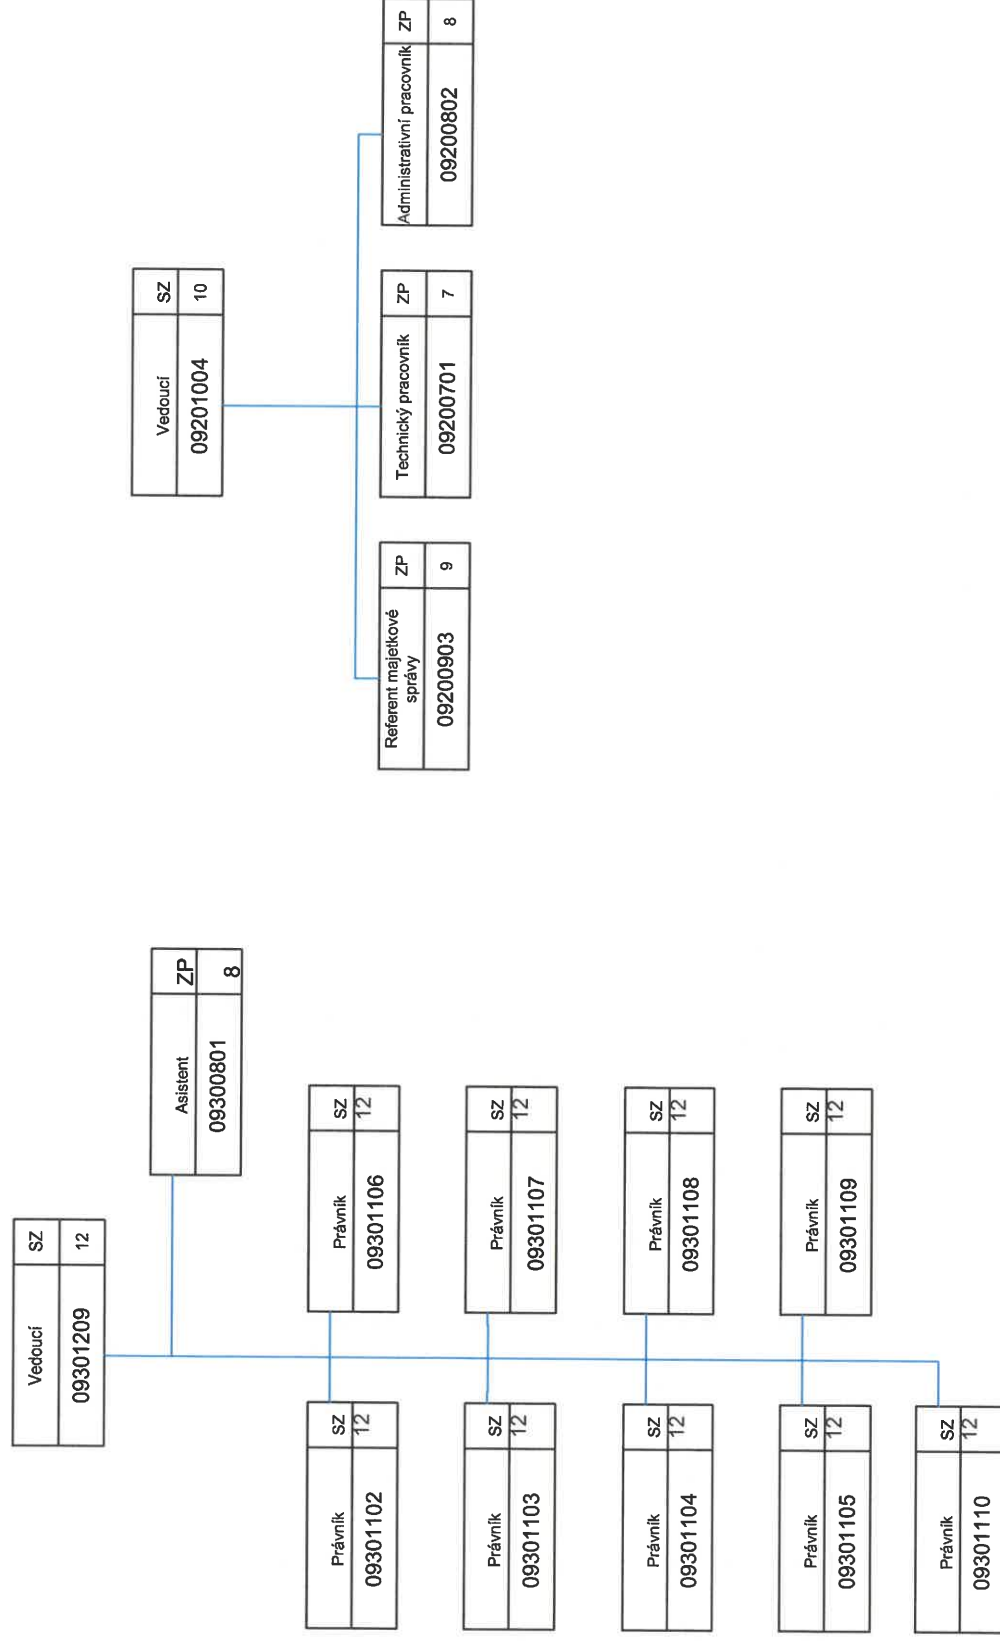 Vedoucí SZ
09301209 12
Asistent ZP
09300801 8
Právník SZ
09301102 12
Právník SZ
09301106 12
Právník SZ
09301103 12
Právník SZ
09301107 12
Právník SZ
09301104 12
Právník SZ
09301108 12
Právník SZ
09301105 12
Právník SZ
09301109 12
Právník SZ
09301110 12
Vedoucí SZ
09201004 10
Referent majetkové
správy ZP
09200903 9
Technický pracovník ZP
09200701 7
Administrativní pracovník ZP
09200802 8